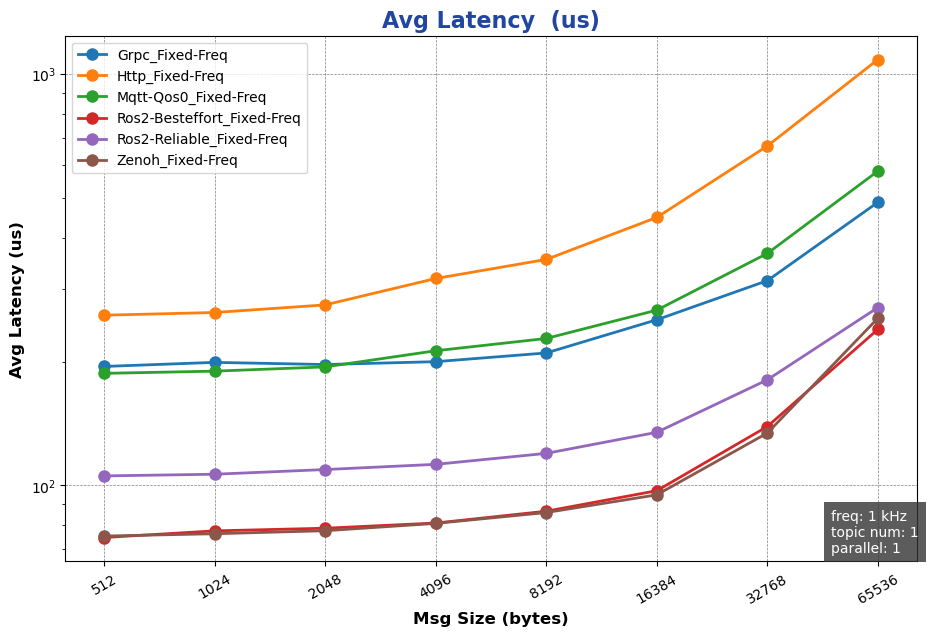 Avg Latency  (us)
Grpc_Fixed-Freq
Http_Fixed-Freq
Mqtt-Qos0_Fixed-Freq
Ros2-Besteffort_Fixed-Freq
Ros2-Reliable_Fixed-Freq
Zenoh_Fixed-Freq
Avg Latency (us)
10³
10²
freq: 1 kHz
topic num: 1
parallel: 1
512 1024 2048 4096 8192 16384 32768 65536
Msg Size (bytes)